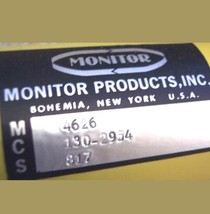 MONITOR
MONITOR PRODUCTS, INC.
BOHEMIA, NEW YORK U.S.A.
M 4626
C 130-2954
S 817